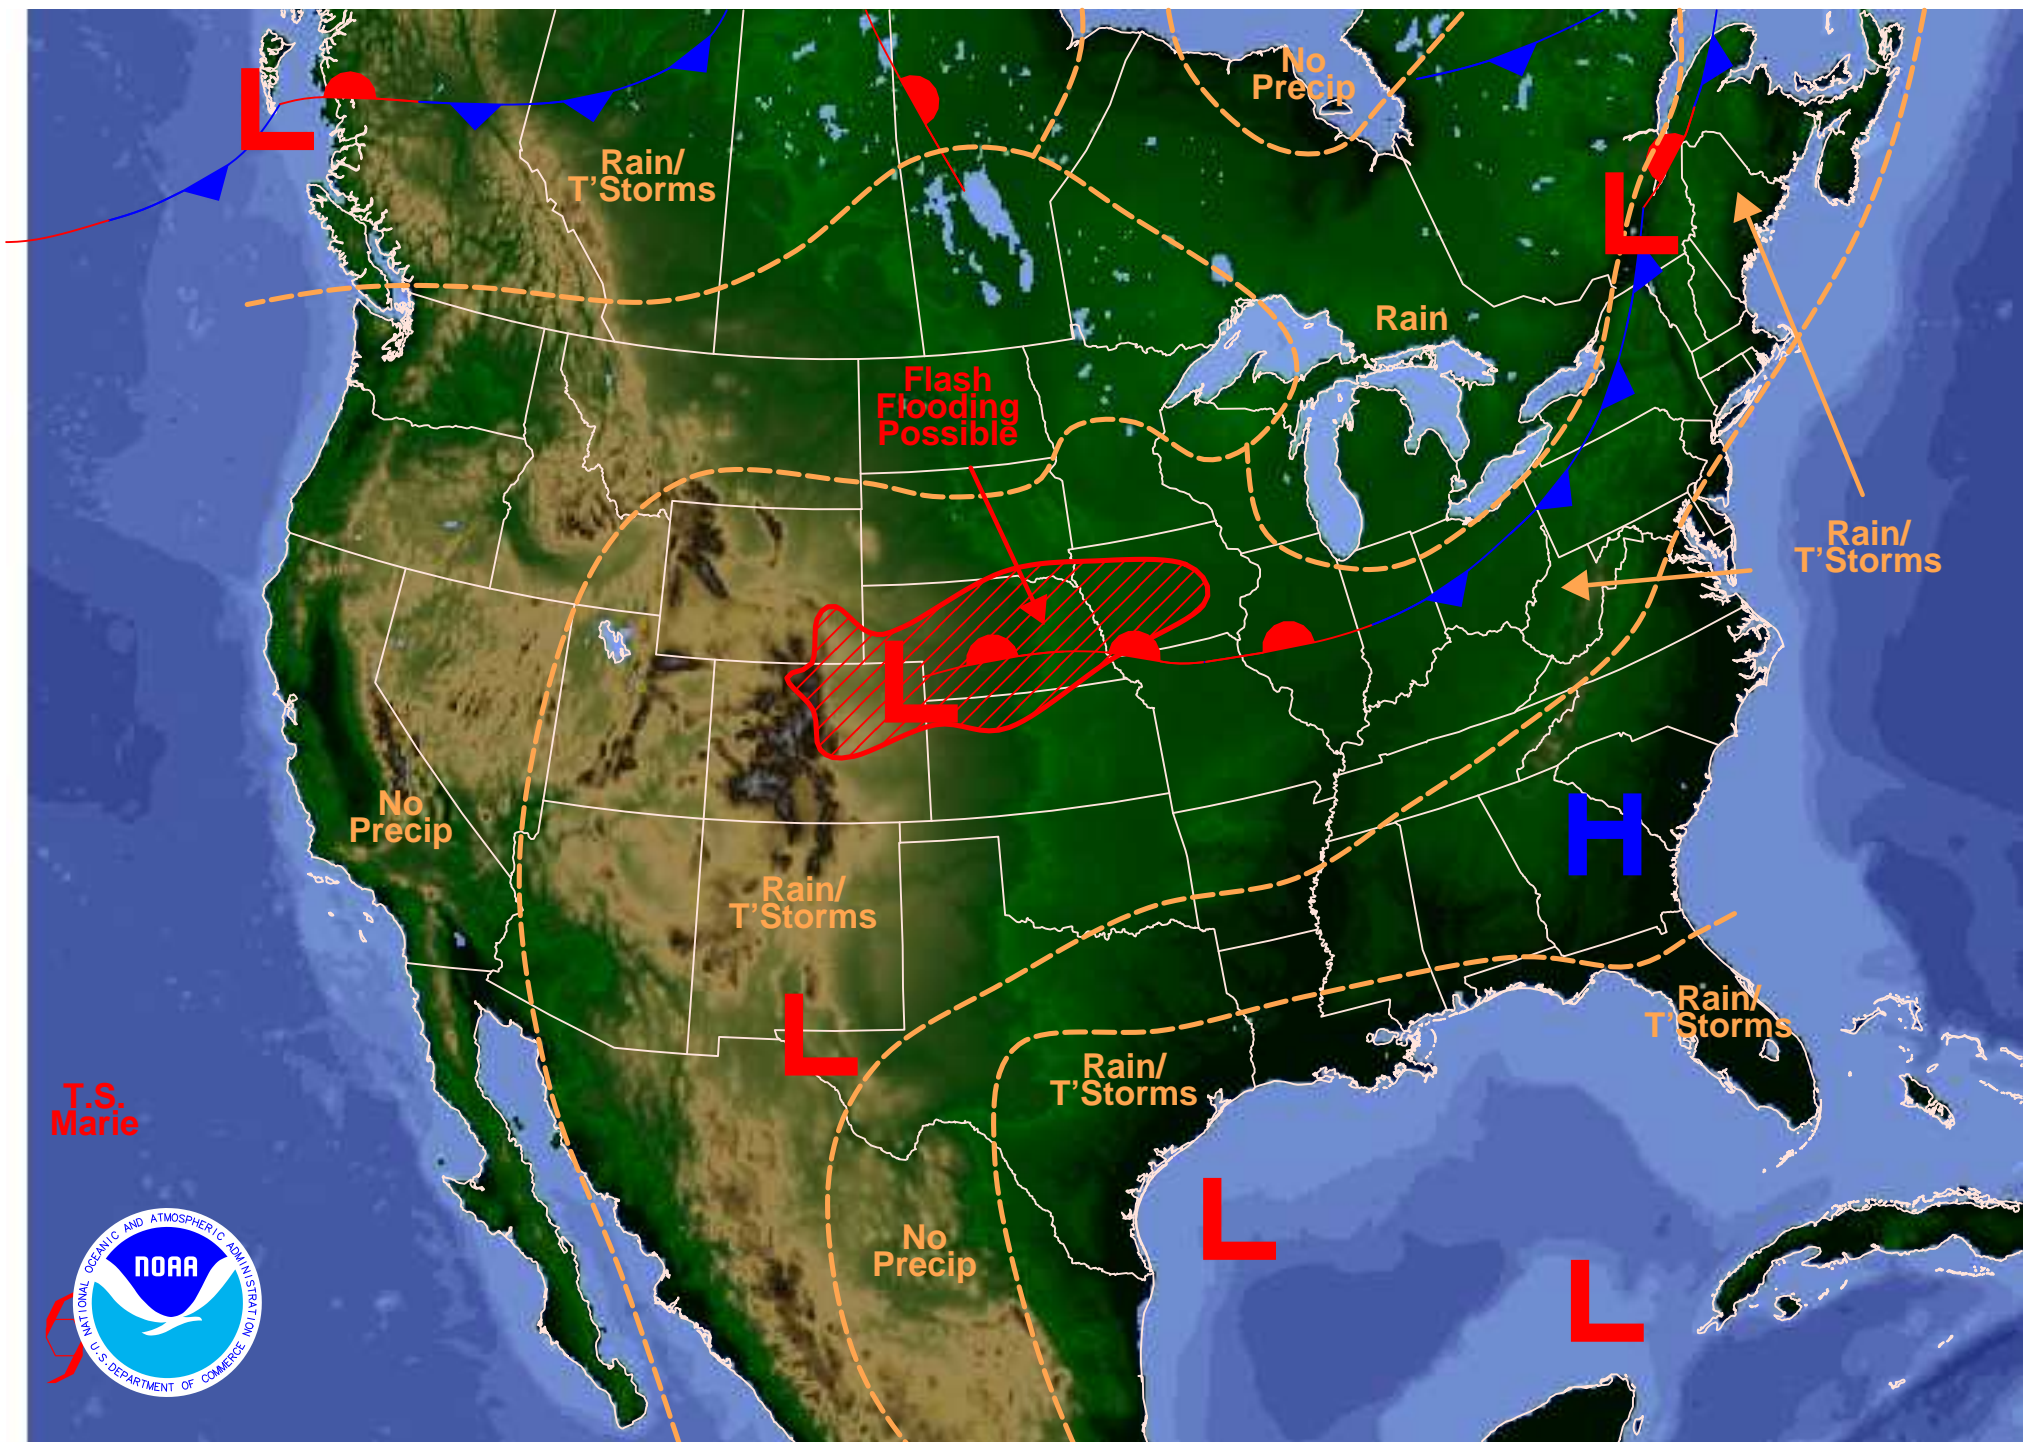 No
Precip
Rain/
T'Storms
L
L
Rain
Flash
Flooding
Possible
Rain/
T'Storms
L
No
Precip
H
Rain/
T'Storms
L
Rain/
T'Storms
Rain/
T'Storms
T.S.
Marie
L
No
Precip
L
NATIONAL OCEANIC AND ATMOSPHERIC ADMINISTRATION
NOAA
U.S. DEPARTMENT OF COMMERCE